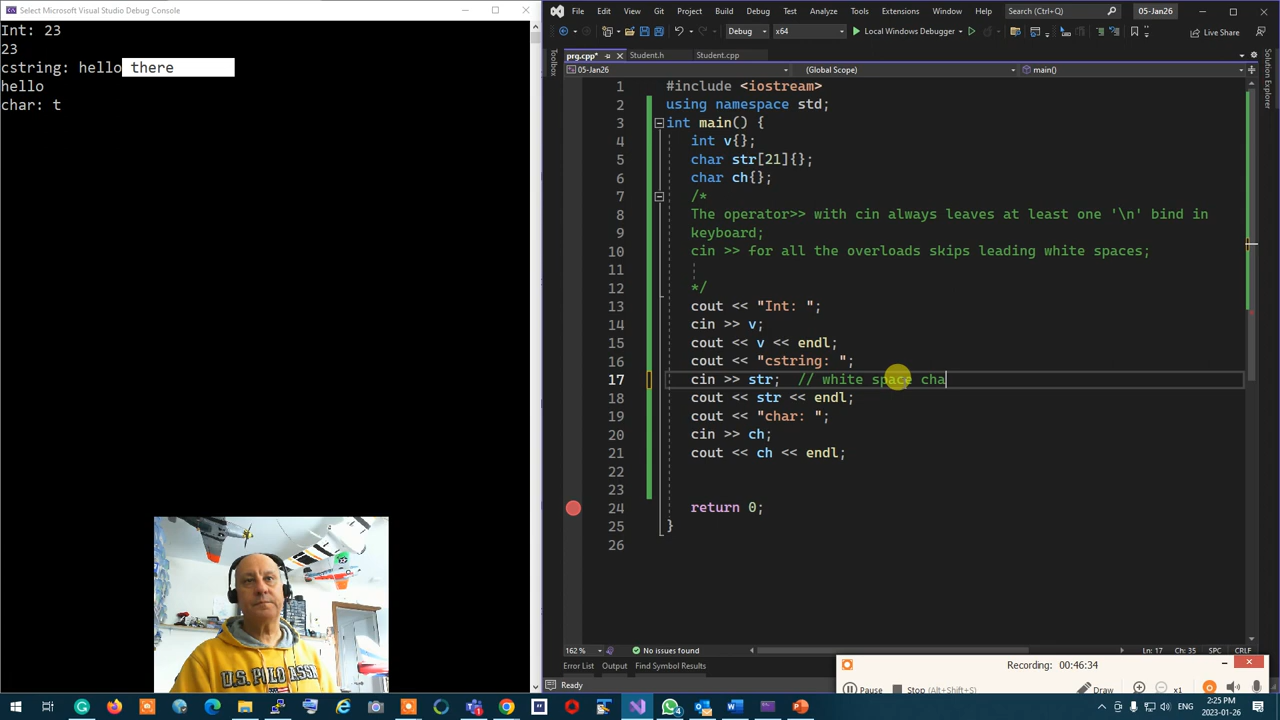 Select Microsoft Visual Studio Debug Console
Int: 23
23
cstring: hello there
hello
char: t
File Edit View Git Project Build Debug Test Analyze Tools Extensions Window Help Search (Ctrl+Q) 05-Jan26
Debug x64 Local Windows Debugger Live Share
prg.cpp* Student.h Student.cpp
05-Jan26 (Global Scope) main()
Toolbox
Solution Explorer
1 #include <iostream>
2 using namespace std;
3 int main() {
4 int v{};
5 char str[21]{};
6 char ch{};
7 /*
8 The operator>> with cin always leaves at least one '\n' bind in
9 keyboard;
10 cin >> for all the overloads skips leading white spaces;
11
12 */
13 cout << "Int: ";
14 cin >> v;
15 cout << v << endl;
16 cout << "cstring: ";
17 cin >> str;  // white space cha
18 cout << str << endl;
19 cout << "char: ";
20 cin >> ch;
21 cout << ch << endl;
22
23
24 return 0;
25 }
26
162 % No issues found Ln: 17 Ch: 35 SPC CRLF
Error List Output Find Symbol Results
Ready
Recording: 00:46:34
Pause Stop (Alt+Shift+S) Draw x1
U.S. POLO ASSN
2:25 PM
2023-01-26